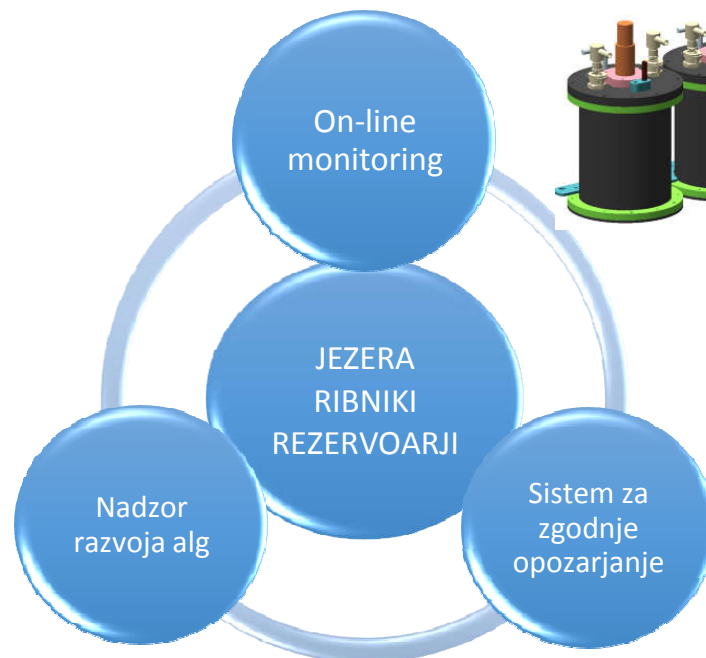 On-line
monitoring
JEZERA
RIBNIKI
REZERVOARJI
Nadzor
razvoja alg
Sistem za
zgodnje
opozarjanje